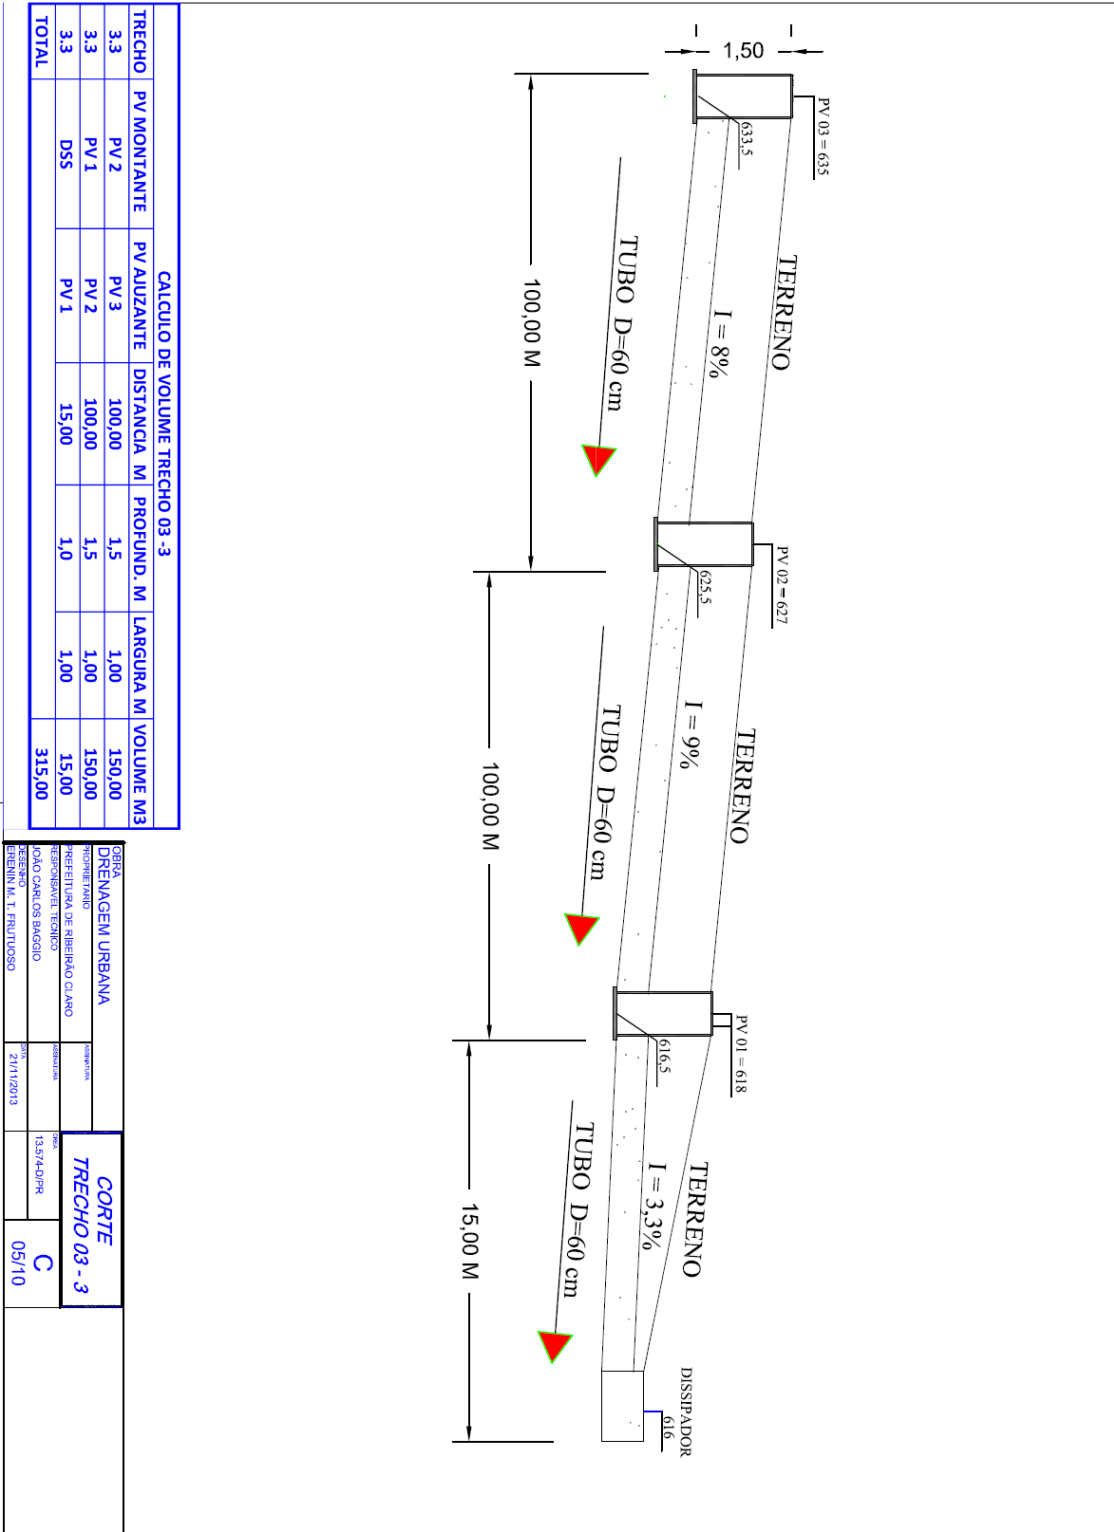 1,50
PV 03 = 635
633,5
TERRENO
I = 8%
TUBO D=60 cm
100,00 M
PV 02 = 627
625,5
TERRENO
I = 9%
TUBO D=60 cm
100,00 M
PV 01 = 618
616,5
TERRENO
I = 3,3%
TUBO D=60 cm
15,00 M
DISSIPADOR
616
CALCULO DE VOLUME TRECHO 03 -3
TRECHO PV MONTANTE PV AJUZANTE DISTANCIA M PROFUND. M LARGURA M VOLUME M3
3.3 PV 2 PV 3 100,00 1,5 1,00 150,00
3.3 PV 1 PV 2 100,00 1,5 1,00 150,00
3.3 DSS PV 1 15,00 1,0 1,00 15,00
TOTAL 315,00
OBRA
DRENAGEM URBANA
PROPRIETARIO
PREFEITURA DE RIBEIRÃO CLARO
ASSINATURA
RESPONSAVEL TECNICO
JOÃO CARLOS BAGGIO
ASSINATURA
CREA
13.574-D/PR
DESENHO
ERENIN M. T. FRUTUOSO
DATA
21/11/2013
CORTE
TRECHO 03 - 3
C
05/10